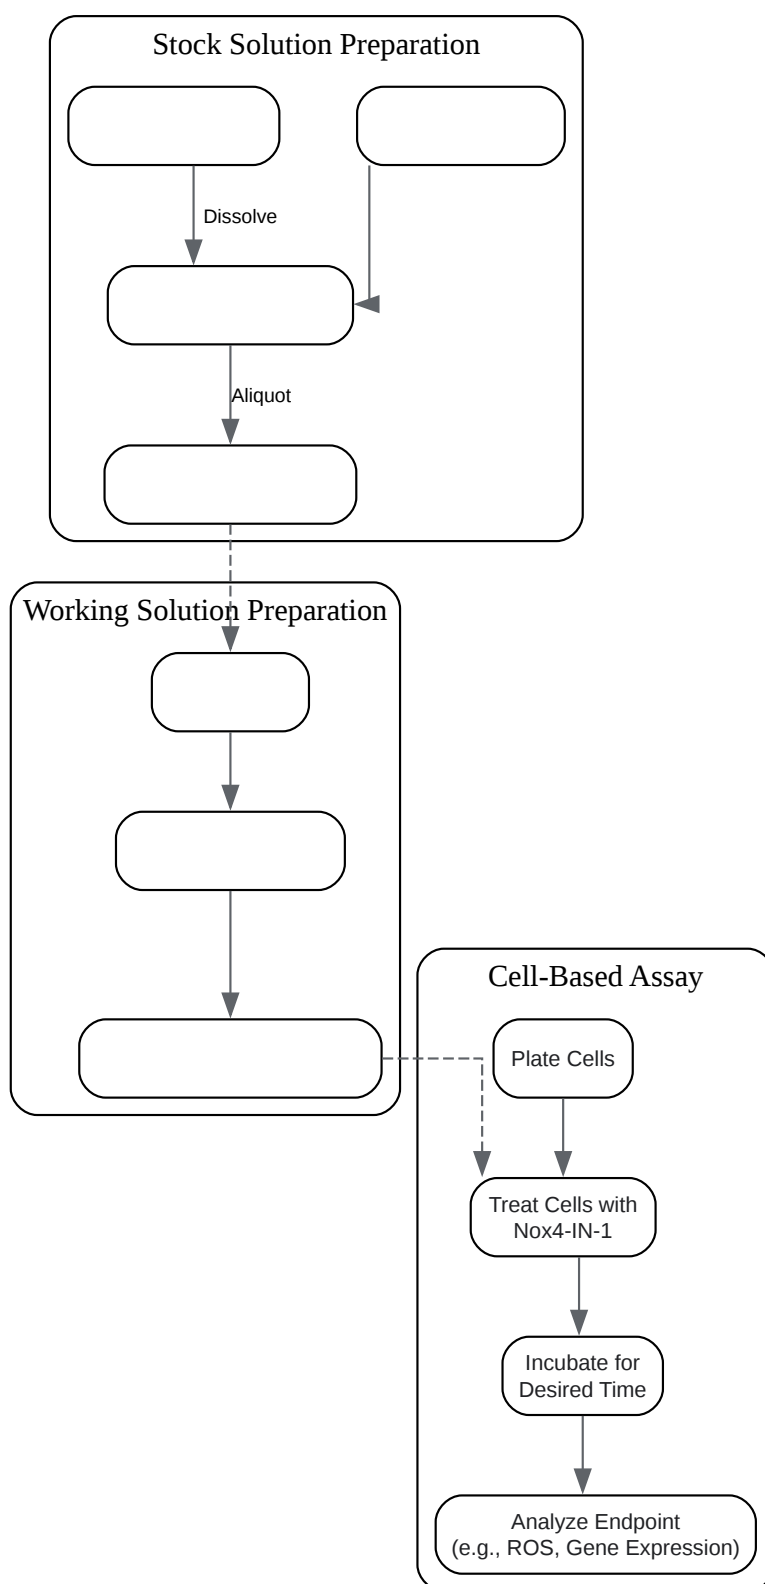 Stock Solution Preparation
Dissolve
Aliquot
Working Solution Preparation
Cell-Based Assay
Plate Cells
Treat Cells with
Nox4-IN-1
Incubate for
Desired Time
Analyze Endpoint
(e.g., ROS, Gene Expression)